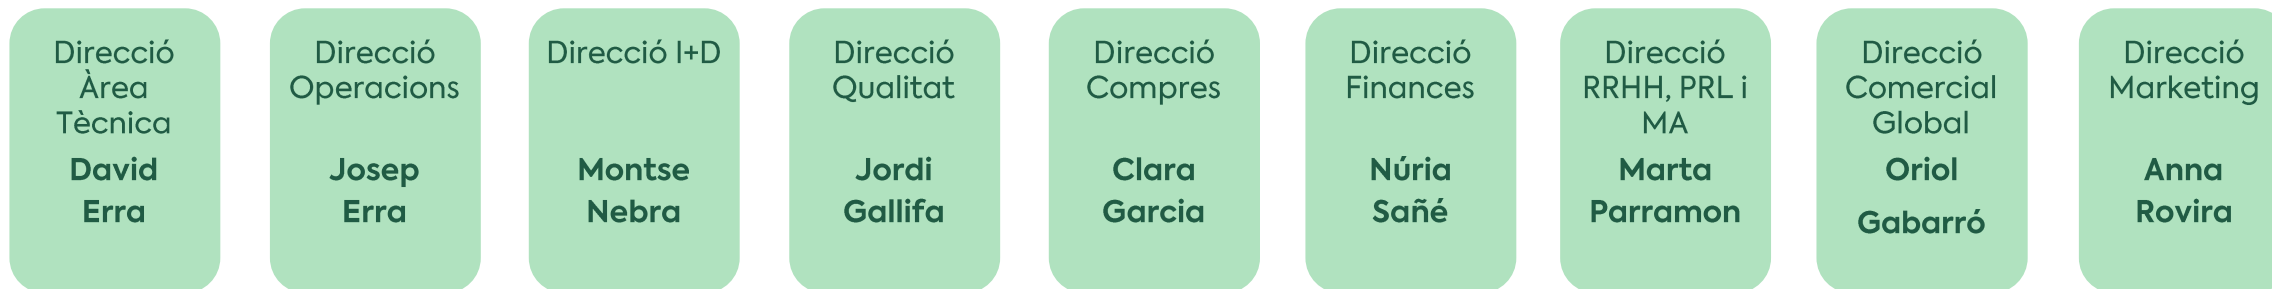 Direcció
Àrea
Tècnica
David
Erra
Direcció
Operacions
Josep
Erra
Direcció I+D
Montse
Nebra
Direcció
Qualitat
Jordi
Gallifa
Direcció
Compres
Clara
Garcia
Direcció
Finances
Núria
Sañé
Direcció
RRHH, PRL i
MA
Marta
Parramon
Direcció
Comercial
Global
Oriol
Gabarró
Direcció
Marketing
Anna
Rovira